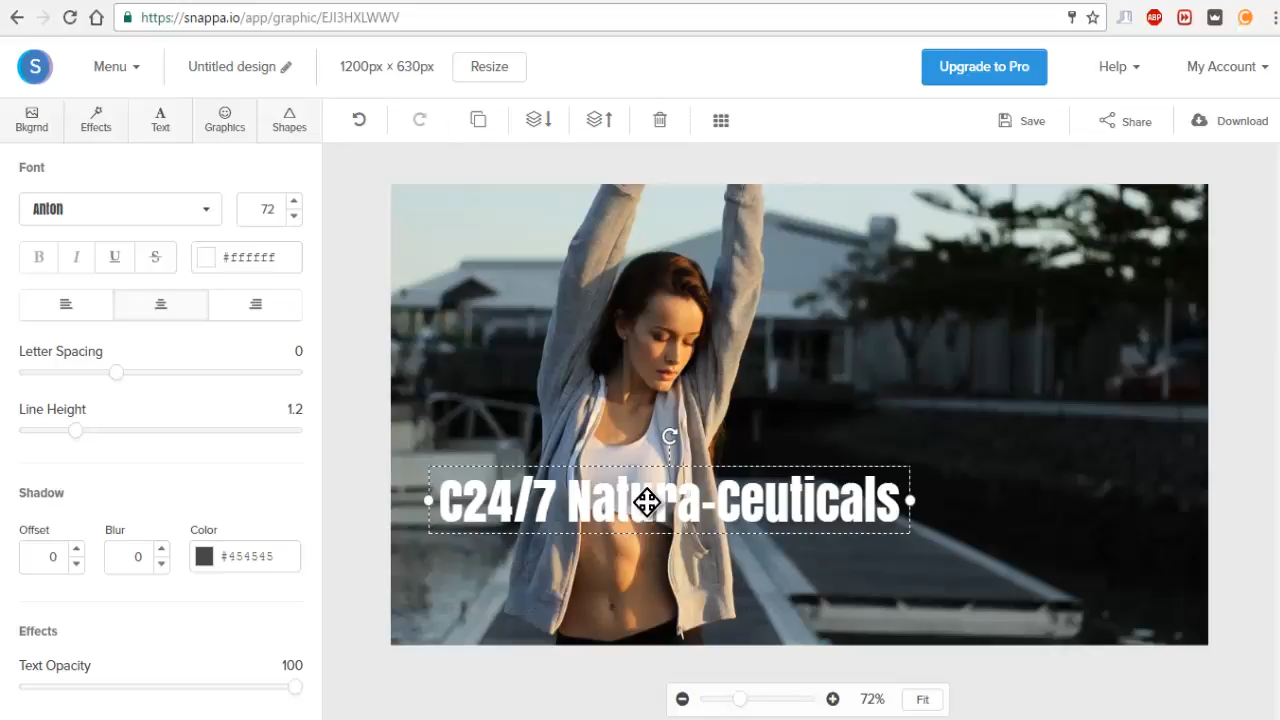 https://snappa.io/app/graphic/EJI3HXLWWV
ABP
C
S
Menu
Untitled design
1200px × 630px
Resize
Upgrade to Pro
Help
My Account
Bkgrnd
Effects
A
Text
Graphics
Shapes
Save
Share
Download
Font
Anton
72
B
I
U
S
#ffffff
Letter Spacing
0
Line Height
1.2
Shadow
Offset
Blur
Color
0
0
#454545
Effects
Text Opacity
100
C24/7 Natura-Ceuticals
72%
Fit